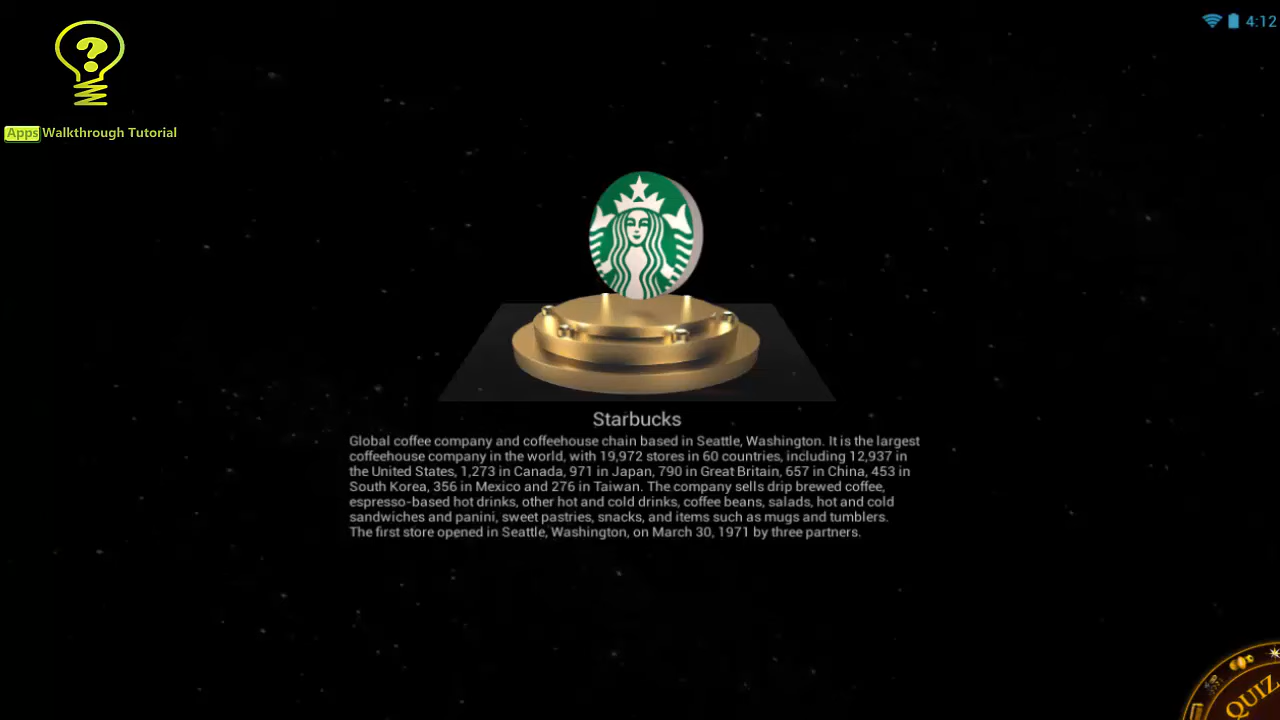 4:12
?
Apps Walkthrough Tutorial
Starbucks
Global coffee company and coffeehouse chain based in Seattle, Washington. It is the largest
coffeehouse company in the world, with 19,972 stores in 60 countries, including 12,937 in
the United States, 1,273 in Canada, 971 in Japan, 790 in Great Britain, 657 in China, 453 in
South Korea, 356 in Mexico and 276 in Taiwan. The company sells drip brewed coffee,
espresso-based hot drinks, other hot and cold drinks, coffee beans, salads, hot and cold
sandwiches and panini, sweet pastries, snacks, and items such as mugs and tumblers.
The first store opened in Seattle, Washington, on March 30, 1971 by three partners.
QUIZ